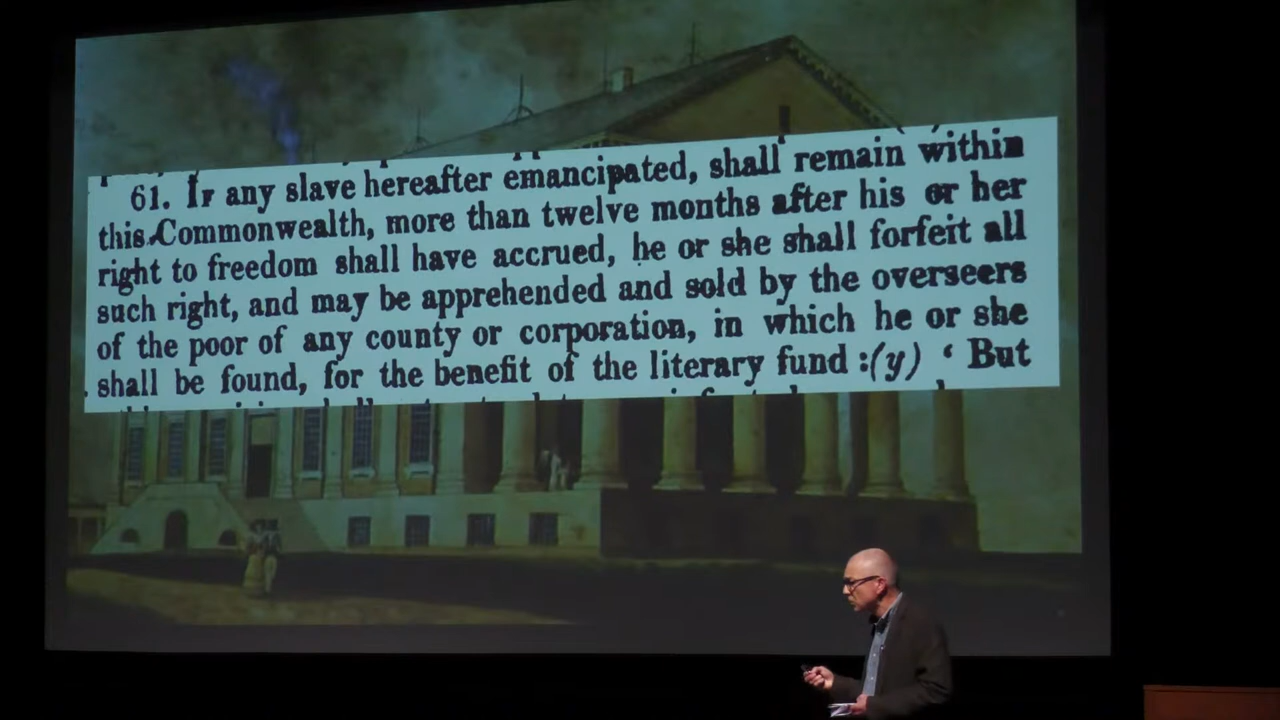 61. If any slave hereafter emancipated, shall remain within
this Commonwealth, more than twelve months after his or her
right to freedom shall have accrued, he or she shall forfeit all
such right, and may be apprehended and sold by the overseers
of the poor of any county or corporation, in which he or she
shall be found, for the benefit of the literary fund :(y) ‘ But